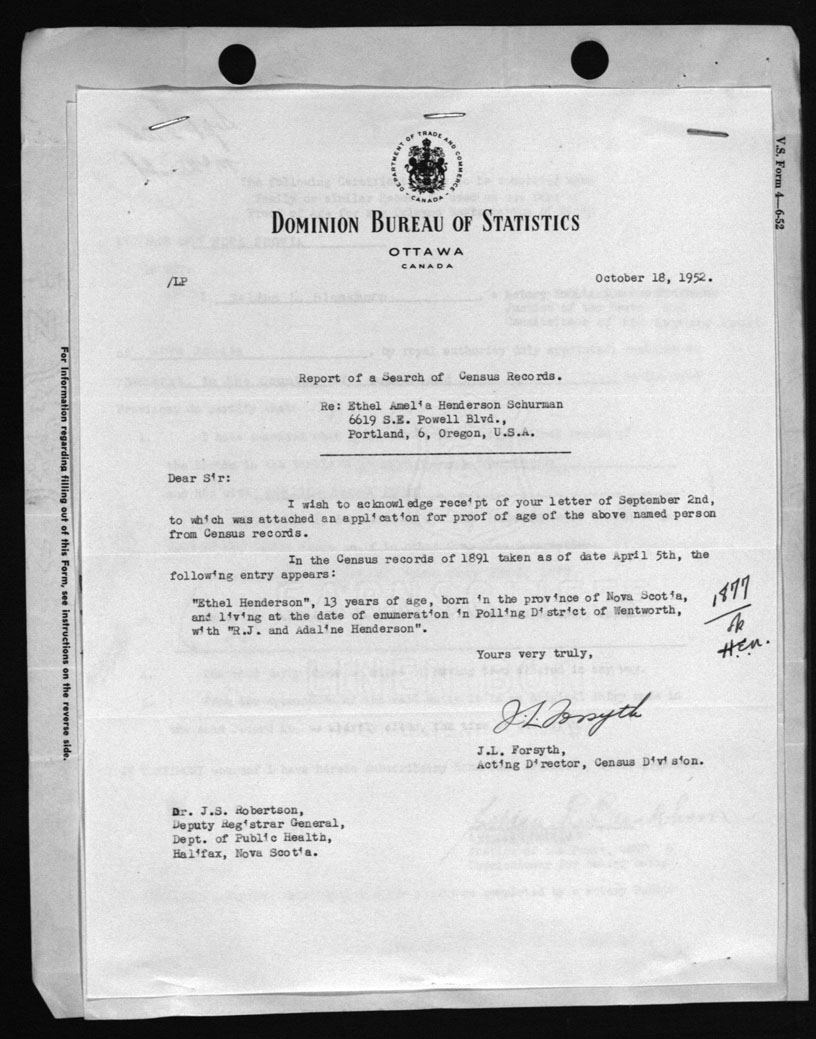 V.S. Form 4—6-52
DEPARTMENT OF TRADE AND COMMERCE
CANADA
DOMINION BUREAU OF STATISTICS
OTTAWA
CANADA
/LP
October 18, 1952.
Report of a Search of Census Records.
Re: Ethel Amelia Henderson Schurman
6619 S.E. Powell Blvd.,
Portland, 6, Oregon, U.S.A.
Dear Sir:
I wish to acknowledge receipt of your letter of September 2nd,
to which was attached an application for proof of age of the above named person
from Census records.
In the Census records of 1891 taken as of date April 5th, the
following entry appears:
"Ethel Henderson", 13 years of age, born in the province of Nova Scotia,
and living at the date of enumeration in Polling District of Wentworth,
with "R.J. and Adaline Henderson".
1877
ok
H.E.M.
Yours very truly,
J.L. Forsyth
J.L. Forsyth,
Acting Director, Census Division.
Dr. J.S. Robertson,
Deputy Registrar General,
Dept. of Public Health,
Halifax, Nova Scotia.
For Information regarding filling out of this Form, see instructions on the reverse side.